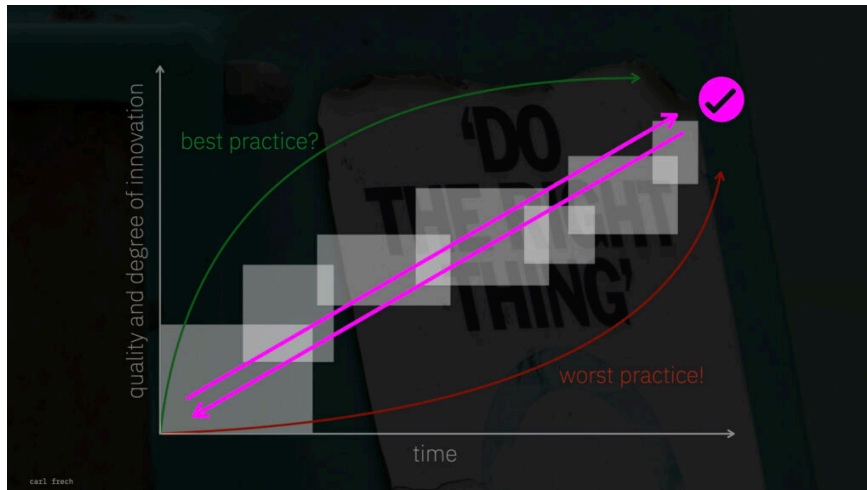 quality and degree of innovation
best practice?
'DO
THE RIGHT
THING'
worst practice!
time
carl frech